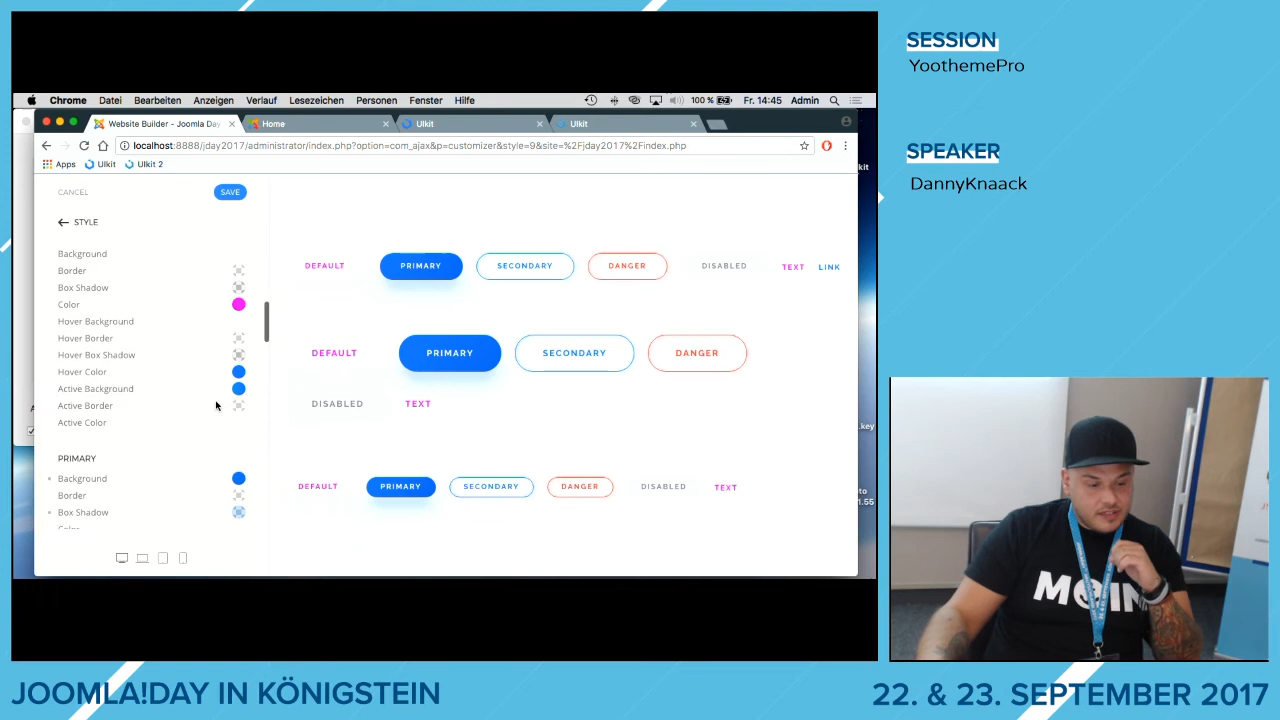 SESSION
YoothemePro
SPEAKER
DannyKnaack
Chrome Datei Bearbeiten Anzeigen Verlauf Lesezeichen Personen Fenster Hilfe 100 % Fr. 14:45 Admin
Website Builder - Joomla Day Home UIkit UIkit
localhost:8888/jday2017/administrator/index.php?option=com_ajax&p=customizer&style=9&site=%2Fjday2017%2Findex.php
Apps UIkit UIkit 2
CANCEL SAVE
STYLE
Background
Border
Box Shadow
Color
Hover Background
Hover Border
Hover Box Shadow
Hover Color
Active Background
Active Border
Active Color
PRIMARY
Background
Border
Box Shadow
Color
DEFAULT PRIMARY SECONDARY DANGER DISABLED TEXT LINK
DEFAULT PRIMARY SECONDARY DANGER
DISABLED TEXT
DEFAULT PRIMARY SECONDARY DANGER DISABLED TEXT
kit
.key
1.55
MOIN
JOOMLA!DAY IN KÖNIGSTEIN
22. & 23. SEPTEMBER 2017